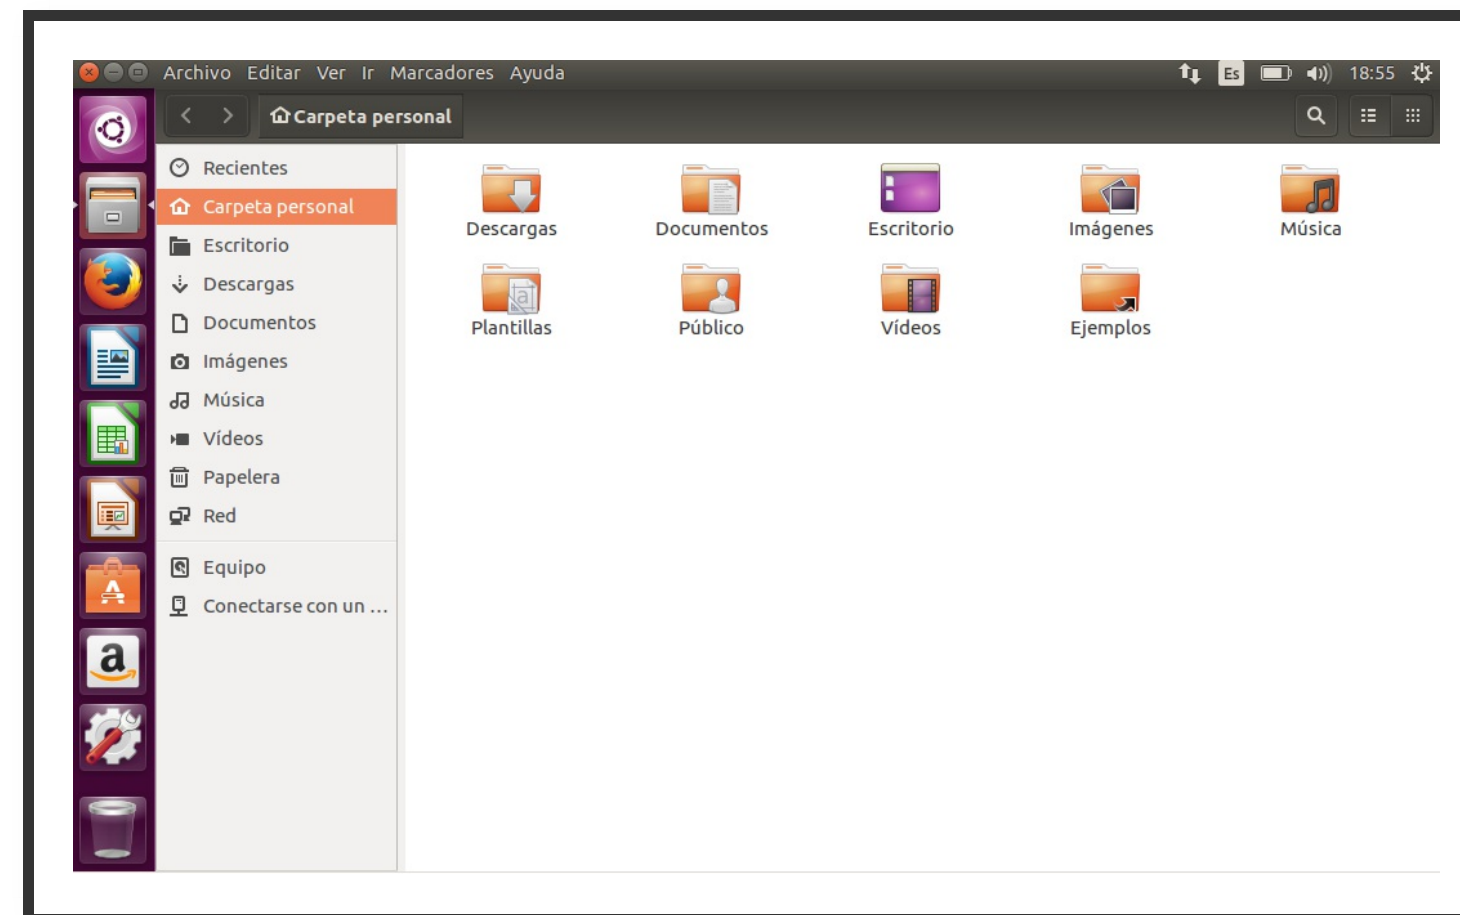 Archivo Editar Ver Ir Marcadores Ayuda
Es
18:55
Carpeta personal
Recientes
Carpeta personal
Escritorio
Descargas
Documentos
Imágenes
Música
Vídeos
Papelera
Red
Equipo
Conectarse con un ...
Descargas
Documentos
Escritorio
Imágenes
Música
Plantillas
Público
Vídeos
Ejemplos